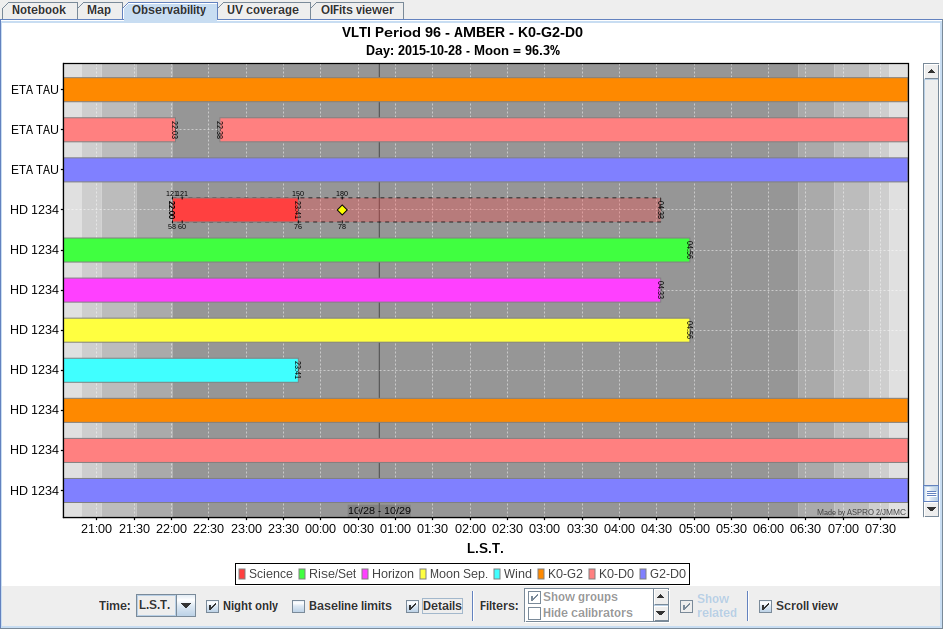 Notebook Map Observability UV coverage OIFits viewer
VLTI Period 96 - AMBER - K0-G2-D0
Day: 2015-10-28 - Moon = 96.3%
ETA TAU
ETA TAU 22:03 22:38
ETA TAU
121 121 150 180
HD 1234 22:00 23:41 04:33
58 60 76 78
HD 1234 04:56
HD 1234 04:33
HD 1234 04:56
HD 1234 23:41
HD 1234
HD 1234
HD 1234
10/28 - 10/29 Made by ASPRO 2/JMMC
21:00 21:30 22:00 22:30 23:00 23:30 00:00 00:30 01:00 01:30 02:00 02:30 03:00 03:30 04:00 04:30 05:00 05:30 06:00 06:30 07:00 07:30
L.S.T.
Science Rise/Set Horizon Moon Sep. Wind K0-G2 K0-D0 G2-D0
Time: L.S.T. Night only Baseline limits Details Filters: Show groups Hide calibrators Show related Scroll view